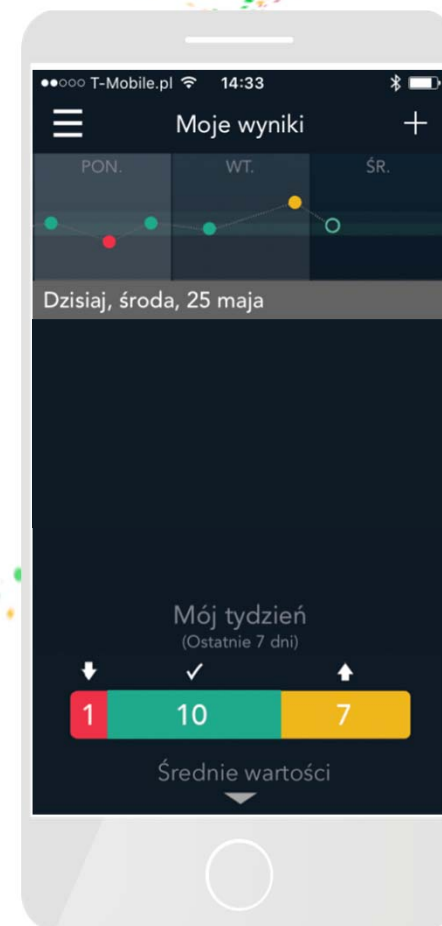 T-Mobile.pl 14:33
Moje wyniki
PON. WT. ŚR.
Dzisiaj, środa, 25 maja
Mój tydzień
(Ostatnie 7 dni)
1 10 7
Średnie wartości